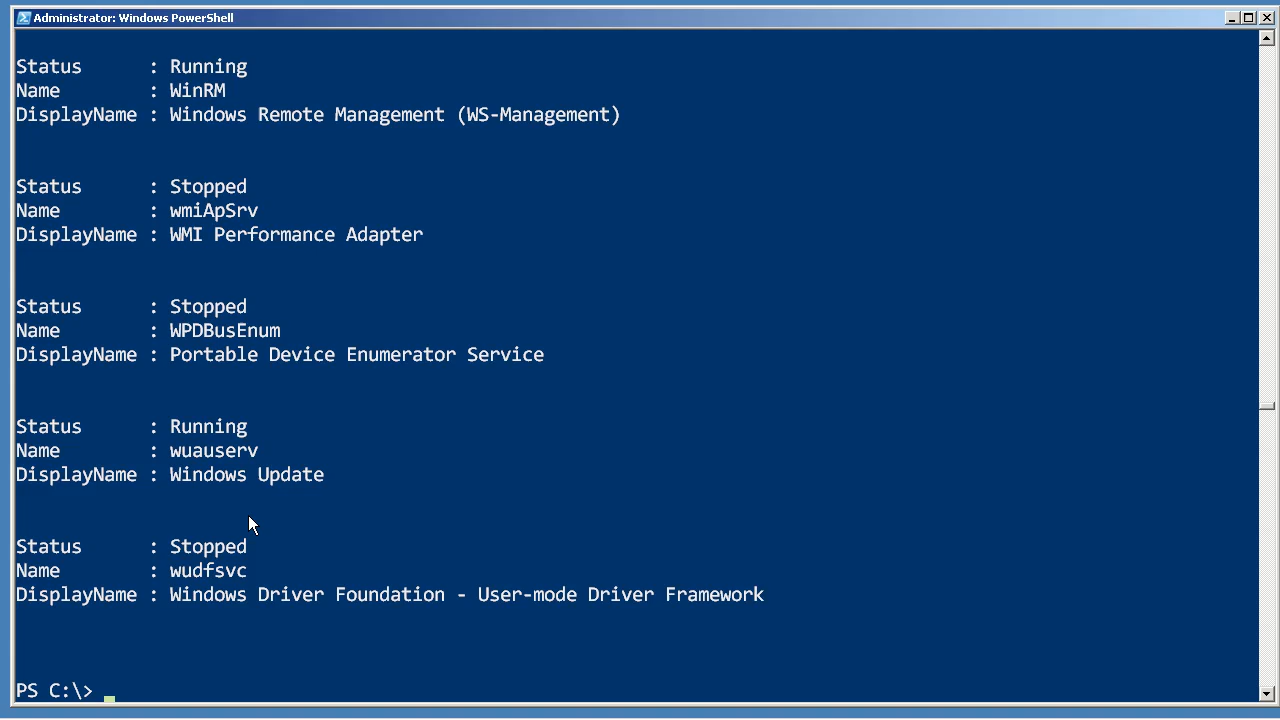 Administrator: Windows PowerShell
Status      : Running
Name        : WinRM
DisplayName : Windows Remote Management (WS-Management)
Status      : Stopped
Name        : wmiApSrv
DisplayName : WMI Performance Adapter
Status      : Stopped
Name        : WPDBusEnum
DisplayName : Portable Device Enumerator Service
Status      : Running
Name        : wuauserv
DisplayName : Windows Update
Status      : Stopped
Name        : wudfsvc
DisplayName : Windows Driver Foundation - User-mode Driver Framework
PS C:\>